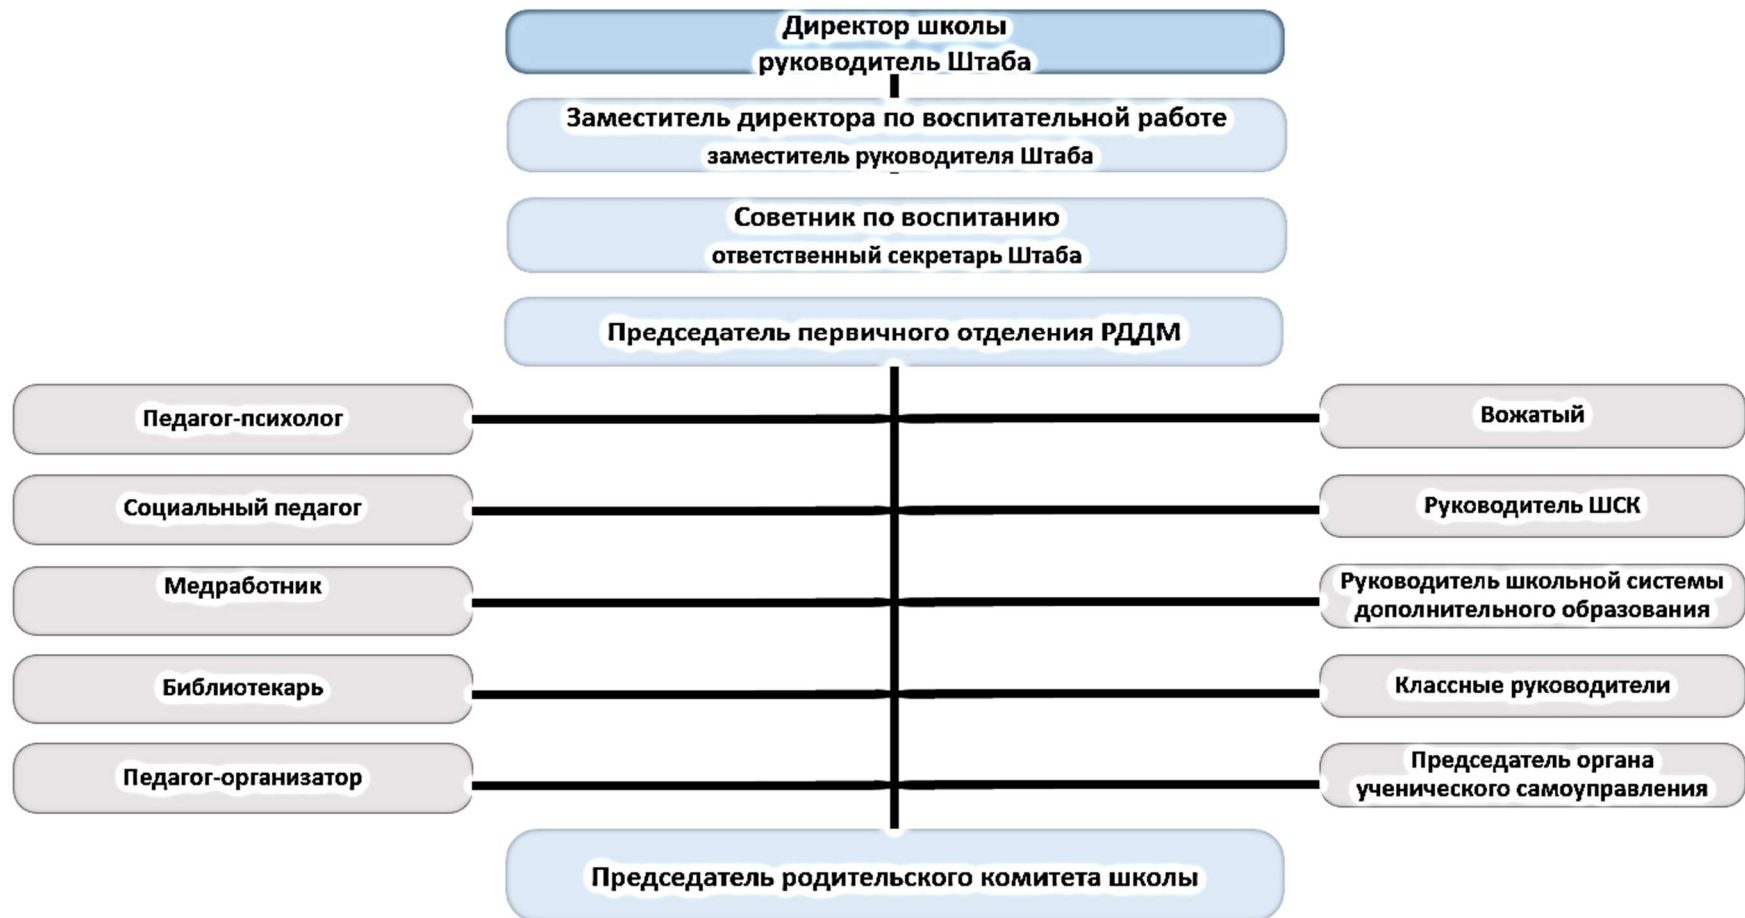 Директор школы
руководитель Штаба
Заместитель директора по воспитательной работе
заместитель руководителя Штаба
Советник по воспитанию
ответственный секретарь Штаба
Председатель первичного отделения РДДМ
Педагог-психолог
Вожатый
Социальный педагог
Руководитель ШСК
Медработник
Руководитель школьной системы
дополнительного образования
Библиотекарь
Классные руководители
Педагог-организатор
Председатель органа
ученического самоуправления
Председатель родительского комитета школы